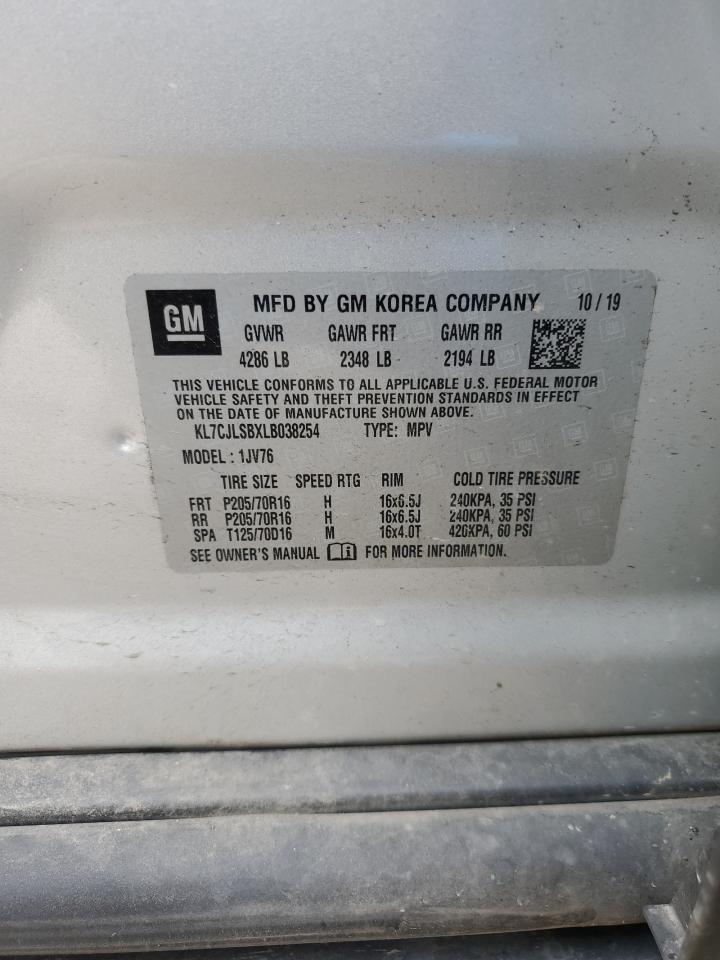 GM MFD BY GM KOREA COMPANY 10 / 19
GVWR GAWR FRT GAWR RR
4286 LB 2348 LB 2194 LB
THIS VEHICLE CONFORMS TO ALL APPLICABLE U.S. FEDERAL MOTOR
VEHICLE SAFETY AND THEFT PREVENTION STANDARDS IN EFFECT
ON THE DATE OF MANUFACTURE SHOWN ABOVE.
KL7CJLSBXLB038254 TYPE: MPV
MODEL : 1JV76
TIRE SIZE SPEED RTG RIM COLD TIRE PRESSURE
FRT P205/70R16 H 16x6.5J 240KPA, 35 PSI
RR P205/70R16 H 16x6.5J 240KPA, 35 PSI
SPA T125/70D16 M 16x4.0T 420KPA, 60 PSI
SEE OWNER'S MANUAL FOR MORE INFORMATION.